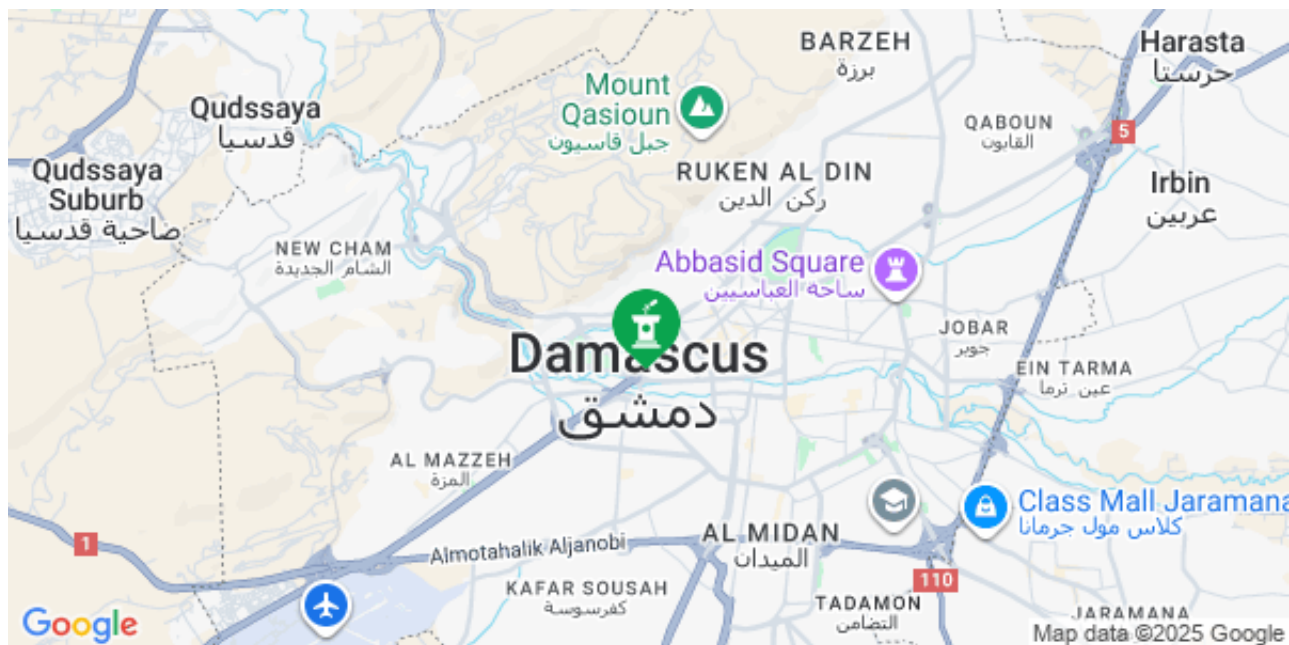 BARZEH
برزة
Harasta
حرستا
Mount
Qasioun
جبل قاسيون
Qudssaya
قدسيا
QABOUN
القابون
5
Qudssaya
Suburb
ضاحية قدسيا
RUKEN AL DIN
ركن الدين
Irbin
عربين
NEW CHAM
الشام الجديدة
Abbasid Square
ساحة العباسيين
JOBAR
جوبر
Damascus
دمشق
EIN TARMA
عين ترما
AL MAZZEH
المزة
Class Mall Jaramana
كلاس مول جرمانا
1
Almotahalik Aljanobi
AL MIDAN
الميدان
110
KAFAR SOUSAH
كفرسوسة
TADAMON
التضامن
JARAMANA
Google
Map data ©2025 Google